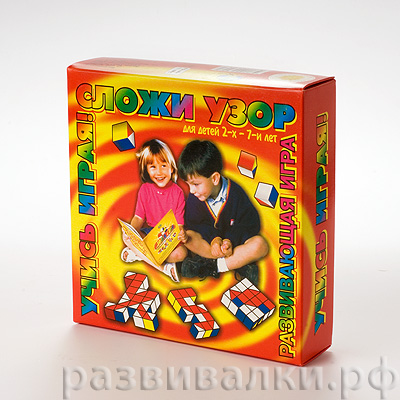 СЛОЖИ УЗОР
для детей 2-х - 7-и лет
УЧИСЬ ИГРАЯ!
РАЗВИВАЮЩАЯ ИГРА
УЧИСЬ ИГРАЯ!
развивалки.рф